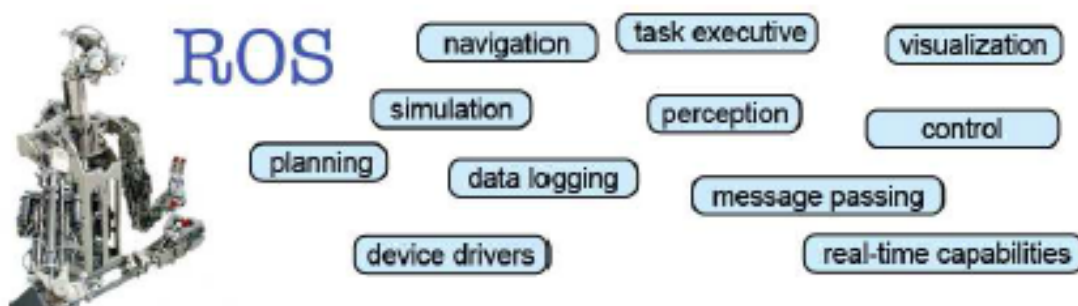 ROS
navigation
task executive
visualization
simulation
perception
control
planning
data logging
message passing
device drivers
real-time capabilities